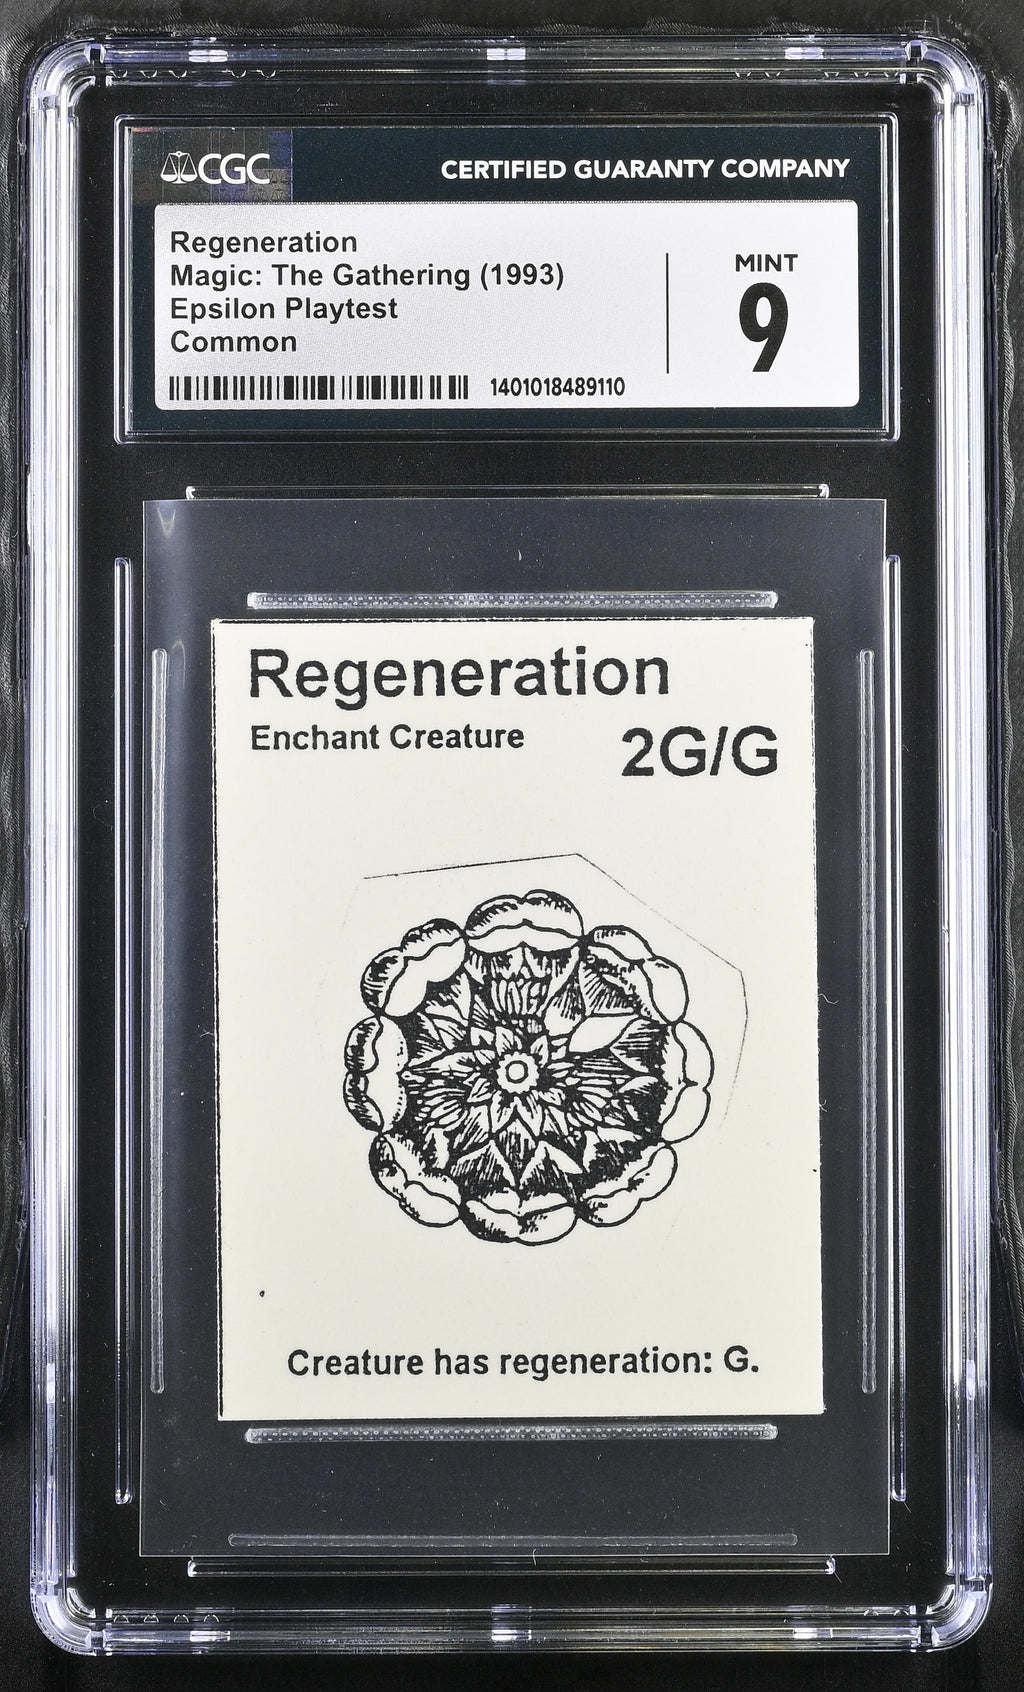 CGC
CERTIFIED GUARANTY COMPANY
Regeneration
Magic: The Gathering (1993)
Epsilon Playtest
Common
MINT
9
1401018489110
Regeneration
Enchant Creature
2G/G
Creature has regeneration: G.